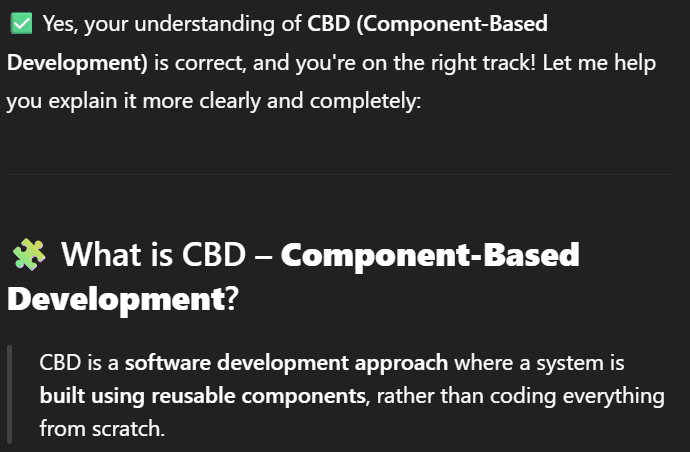 ✅ Yes, your understanding of CBD (Component-Based
Development) is correct, and you're on the right track! Let me help
you explain it more clearly and completely:
🧩 What is CBD – Component-Based
Development?
CBD is a software development approach where a system is
built using reusable components, rather than coding everything
from scratch.